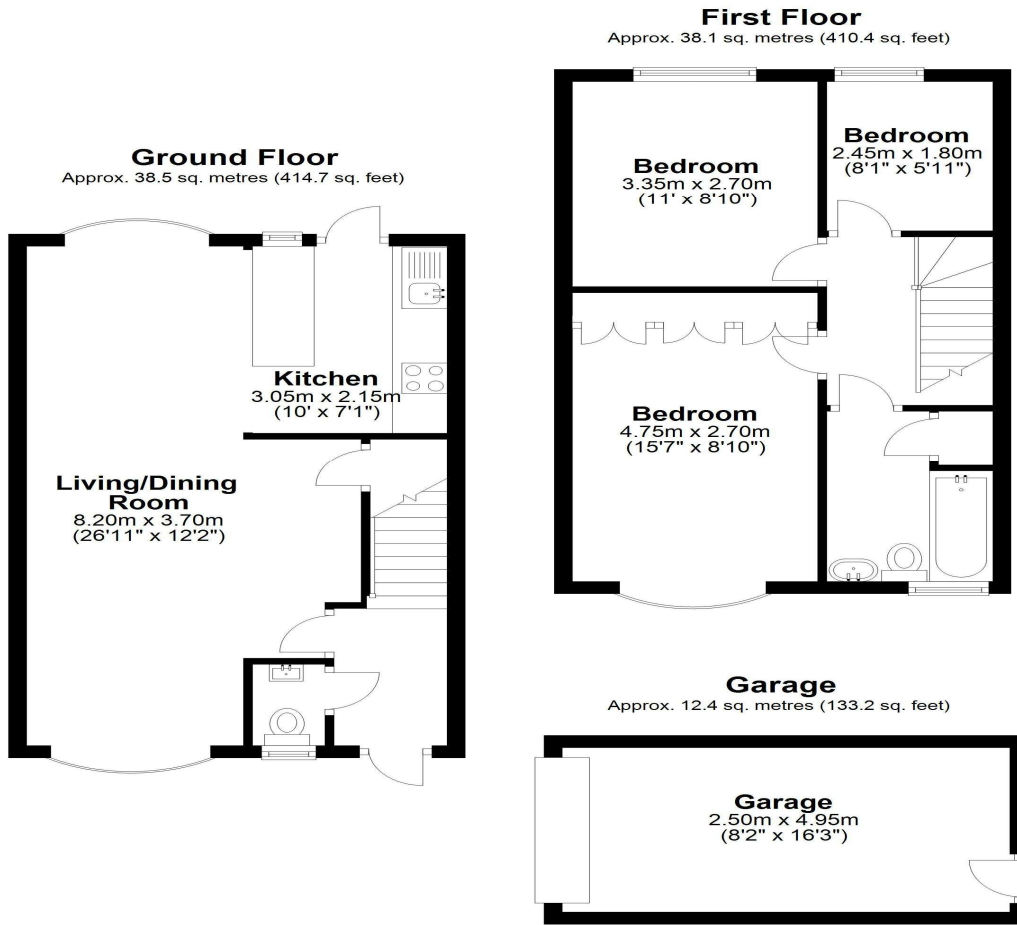 Ground Floor
Approx. 38.5 sq. metres (414.7 sq. feet)
Kitchen
3.05m x 2.15m
(10' x 7'1")
Living/Dining
Room
8.20m x 3.70m
(26'11" x 12'2")
First Floor
Approx. 38.1 sq. metres (410.4 sq. feet)
Bedroom
3.35m x 2.70m
(11' x 8'10")
Bedroom
2.45m x 1.80m
(8'1" x 5'11")
Bedroom
4.75m x 2.70m
(15'7" x 8'10")
Garage
Approx. 12.4 sq. metres (133.2 sq. feet)
Garage
2.50m x 4.95m
(8'2" x 16'3")